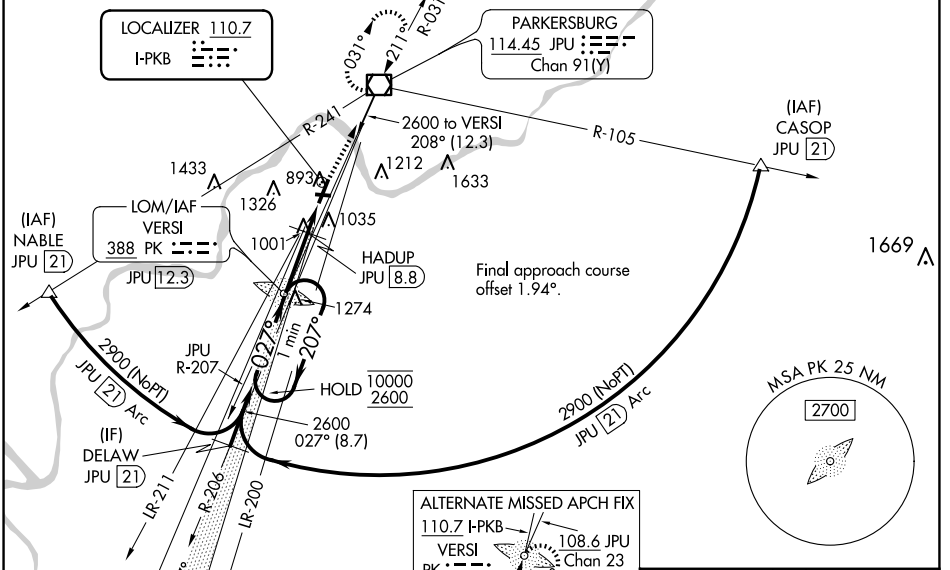 LOCALIZER 110.7
I-PKB
031°
211°
R-031
PARKERSBURG
114.45 JPU
Chan 91(Y)
R-241
2600 to VERSI
208° (12.3)
R-105
(IAF)
CASOP
JPU 21
1433
1326
893
1212
1633
LOM/IAF
VERSI
388 PK
JPU 12.3
(IAF)
NABLE
JPU 21
1001
1035
HADUP
JPU 8.8
1669
Final approach course
offset 1.94°.
1274
027°
1 min
207°
JPU
R-207
HOLD 10000
2600
2900 (NoPT)
JPU 21 Arc
2900 (NoPT)
JPU 21 Arc
MSA PK 25 NM
2700
(IF)
DELAW
JPU 21
2600
027° (8.7)
LR-211
R-206
LR-200
ALTERNATE MISSED APCH FIX
110.7 I-PKB
VERSI
108.6 JPU
Chan 23